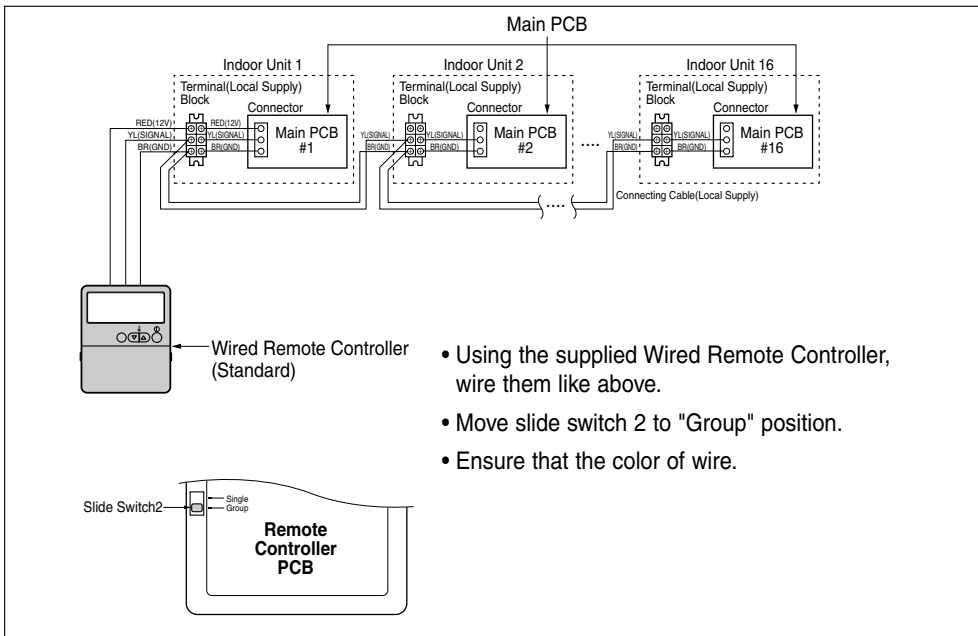 Main PCB
Indoor Unit 1
Indoor Unit 2
Indoor Unit 16
Terminal(Local Supply)
Block
Connector
Terminal(Local Supply)
Block
Connector
Terminal(Local Supply)
Block
Connector
RED(12V)
YL(SIGNAL)
BR(GND)
RED(12V)
YL(SIGNAL)
BR(GND)
Main PCB
#1
YL(SIGNAL)
BR(GND)
YL(SIGNAL)
BR(GND)
Main PCB
#2
....
YL(SIGNAL)
BR(GND)
YL(SIGNAL)
BR(GND)
Main PCB
#16
....
Connecting Cable(Local Supply)
Wired Remote Controller
(Standard)
• Using the supplied Wired Remote Controller,
wire them like above.
• Move slide switch 2 to "Group" position.
• Ensure that the color of wire.
Slide Switch2
Single
Group
Remote
Controller
PCB